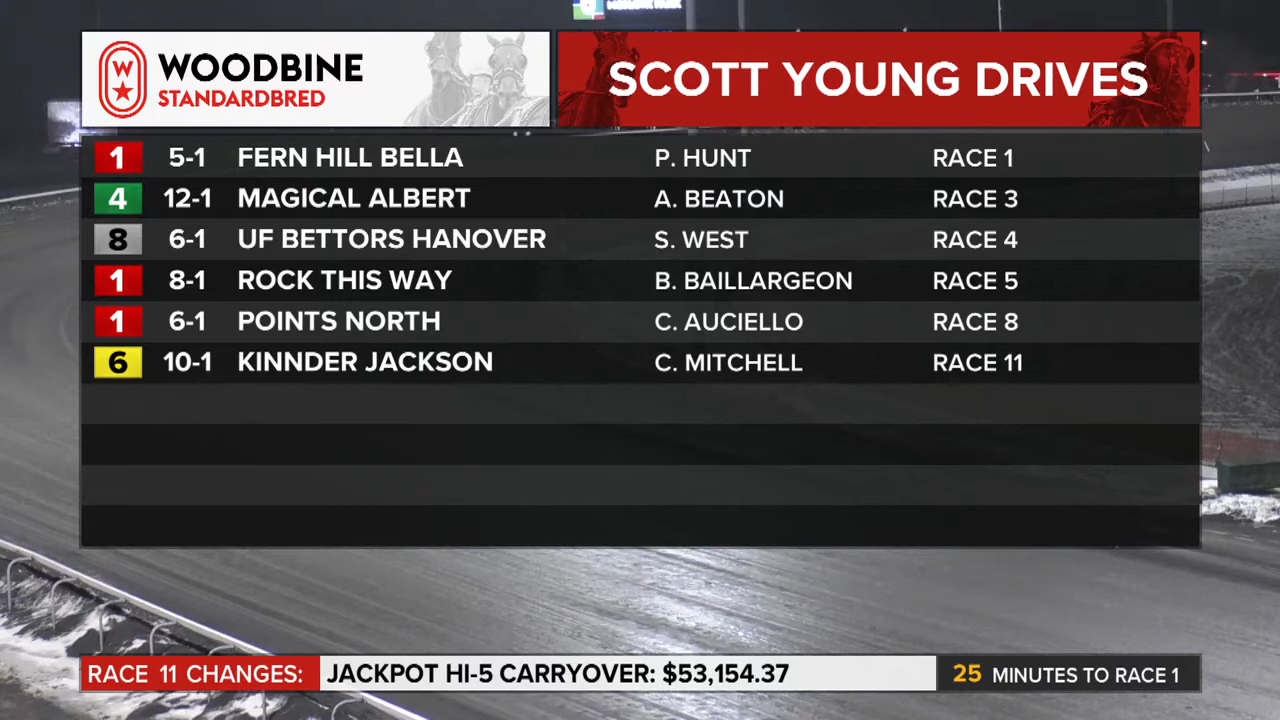 WOODBINE
STANDARDBRED
SCOTT YOUNG DRIVES
1 5-1 FERN HILL BELLA P. HUNT RACE 1
4 12-1 MAGICAL ALBERT A. BEATON RACE 3
8 6-1 UF BETTORS HANOVER S. WEST RACE 4
1 8-1 ROCK THIS WAY B. BAILLARGEON RACE 5
1 6-1 POINTS NORTH C. AUCIELLO RACE 8
6 10-1 KINNDER JACKSON C. MITCHELL RACE 11
RACE 11 CHANGES: JACKPOT HI-5 CARRYOVER: $53,154.37 25 MINUTES TO RACE 1